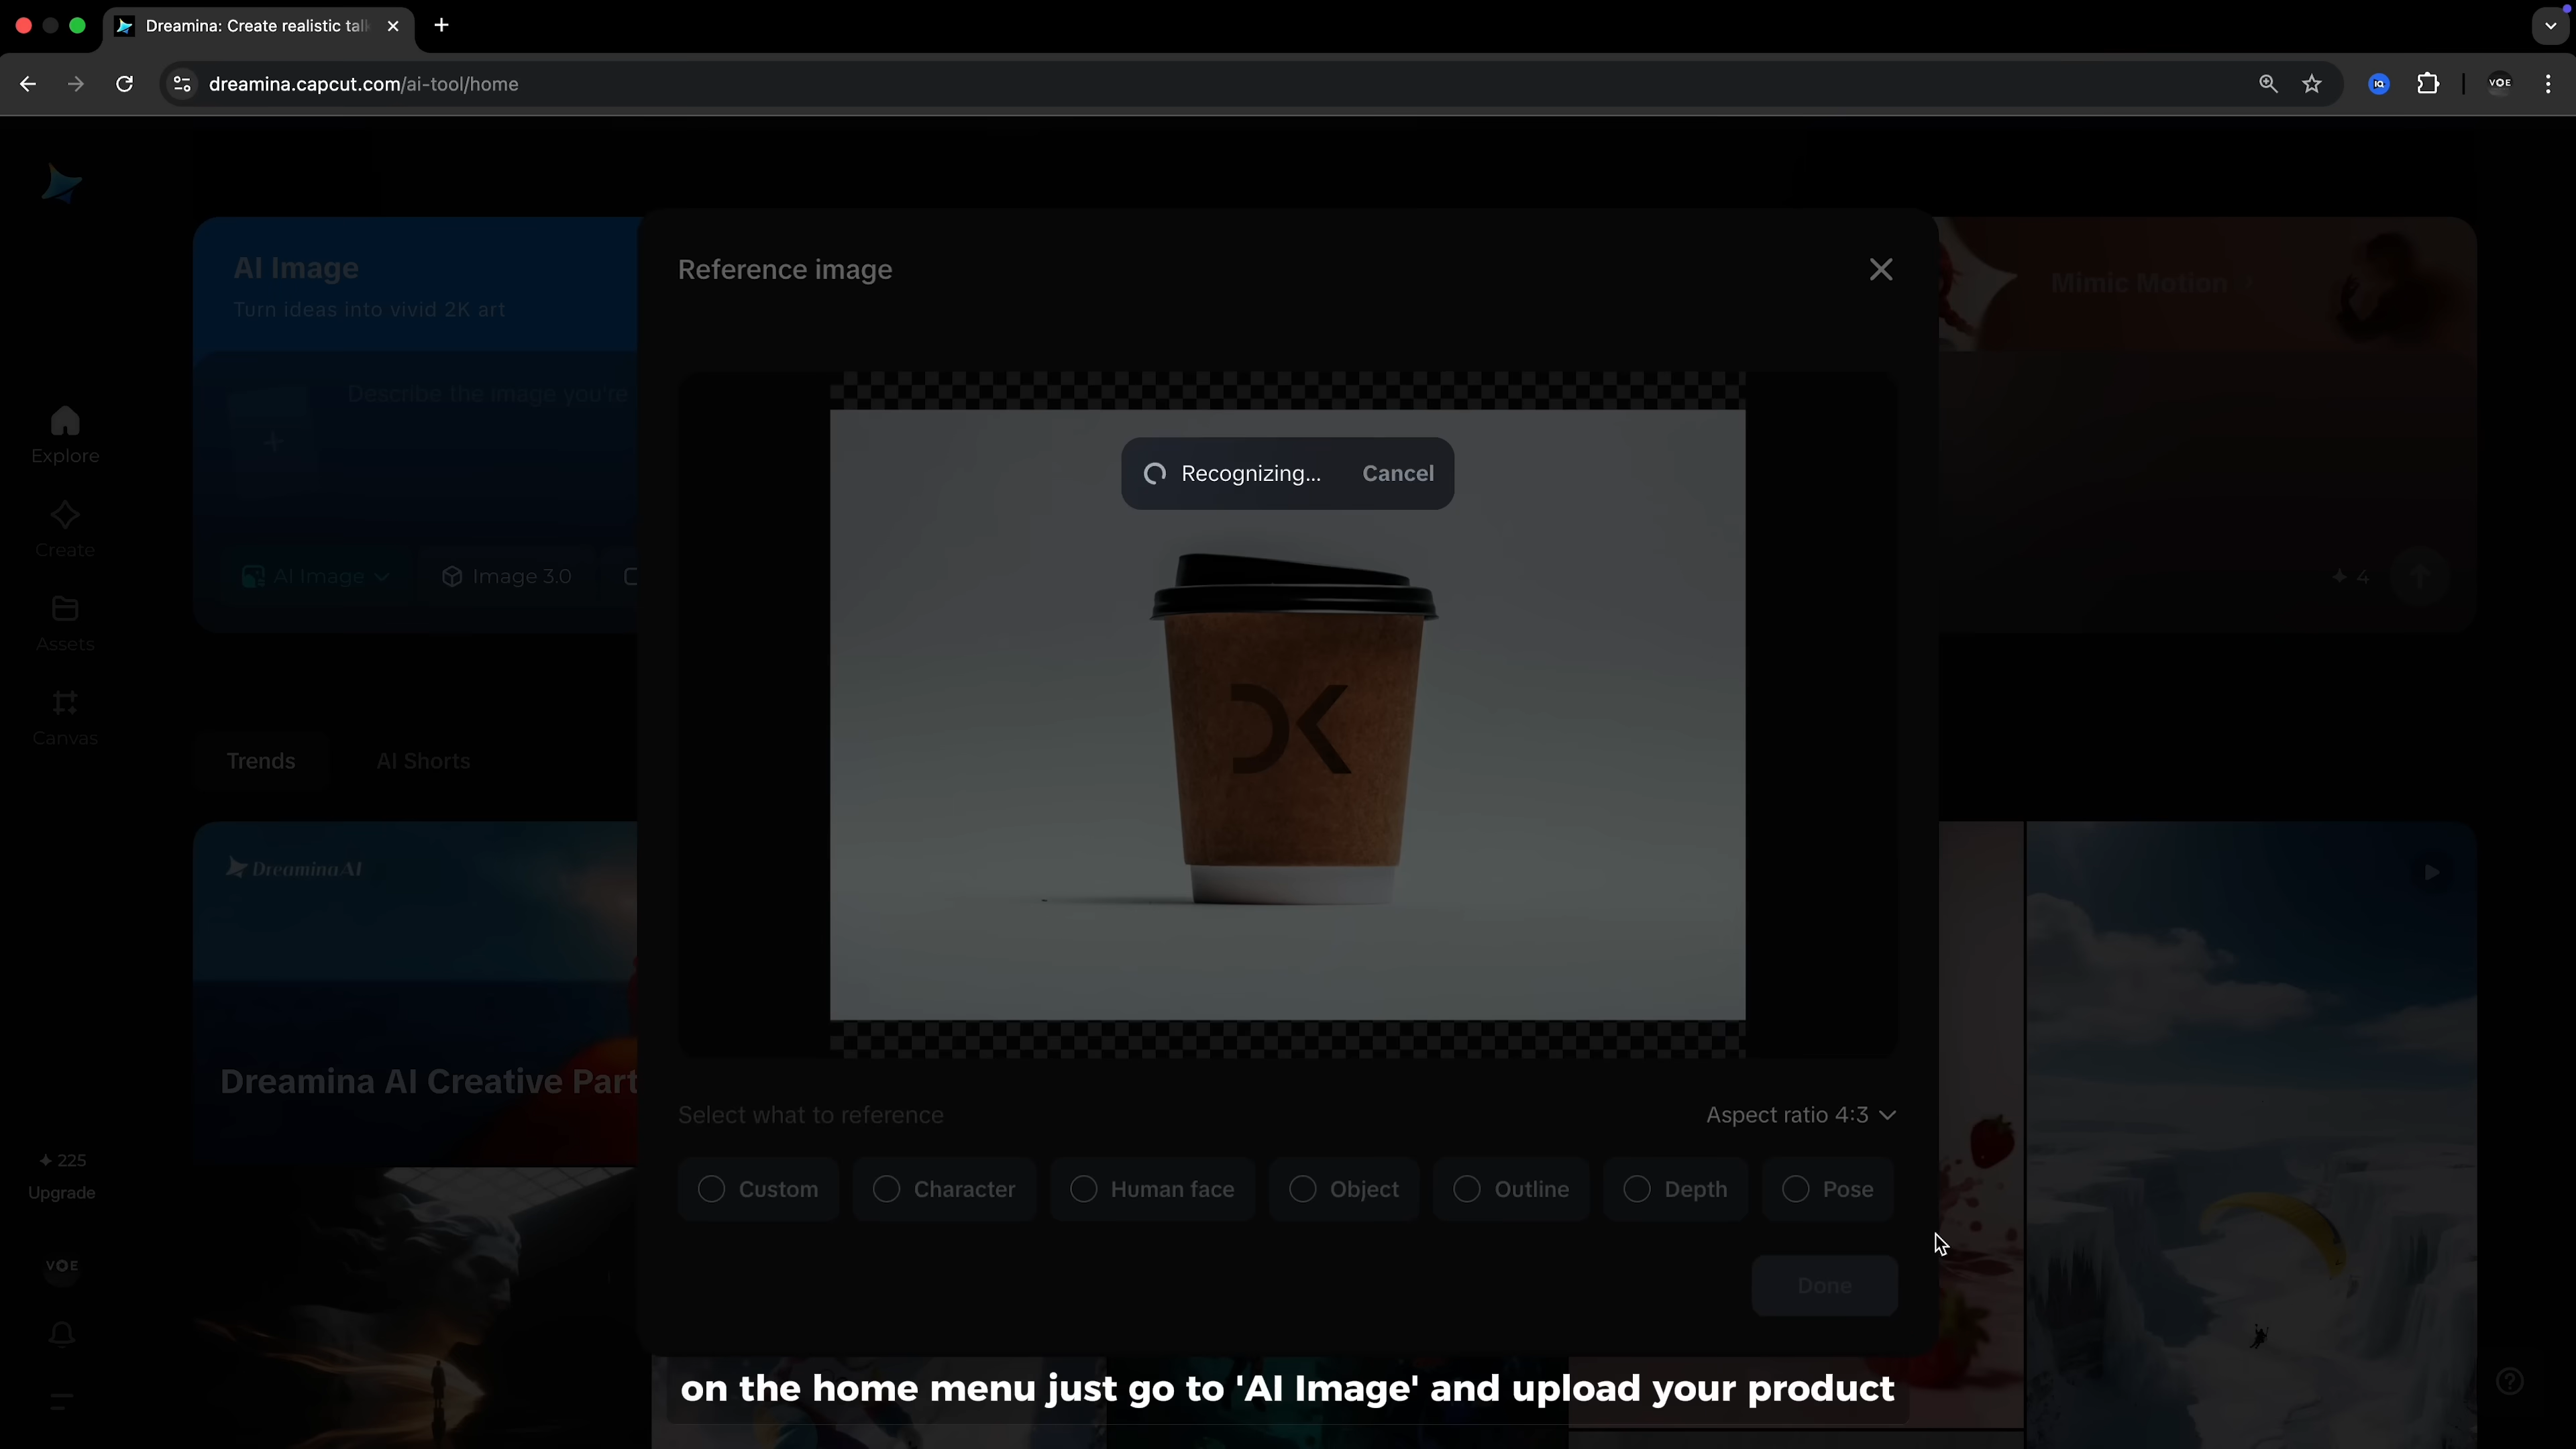 Dreamina: Create realistic talk
dreamina.capcut.com/ai-tool/home
VOE
AI Image
Turn ideas into vivid 2K art
Describe the image you're
AI Image
Image 3.0
Explore
Create
Assets
Canvas
Reference image
Recognizing...
Cancel
DK
Mimic Motion
4
Trends
AI Shorts
DreaminaAI
Dreamina AI Creative Part
Select what to reference
Aspect ratio 4:3
Custom
Character
Human face
Object
Outline
Depth
Pose
225
Upgrade
VOE
Done
on the home menu just go to 'AI Image' and upload your product